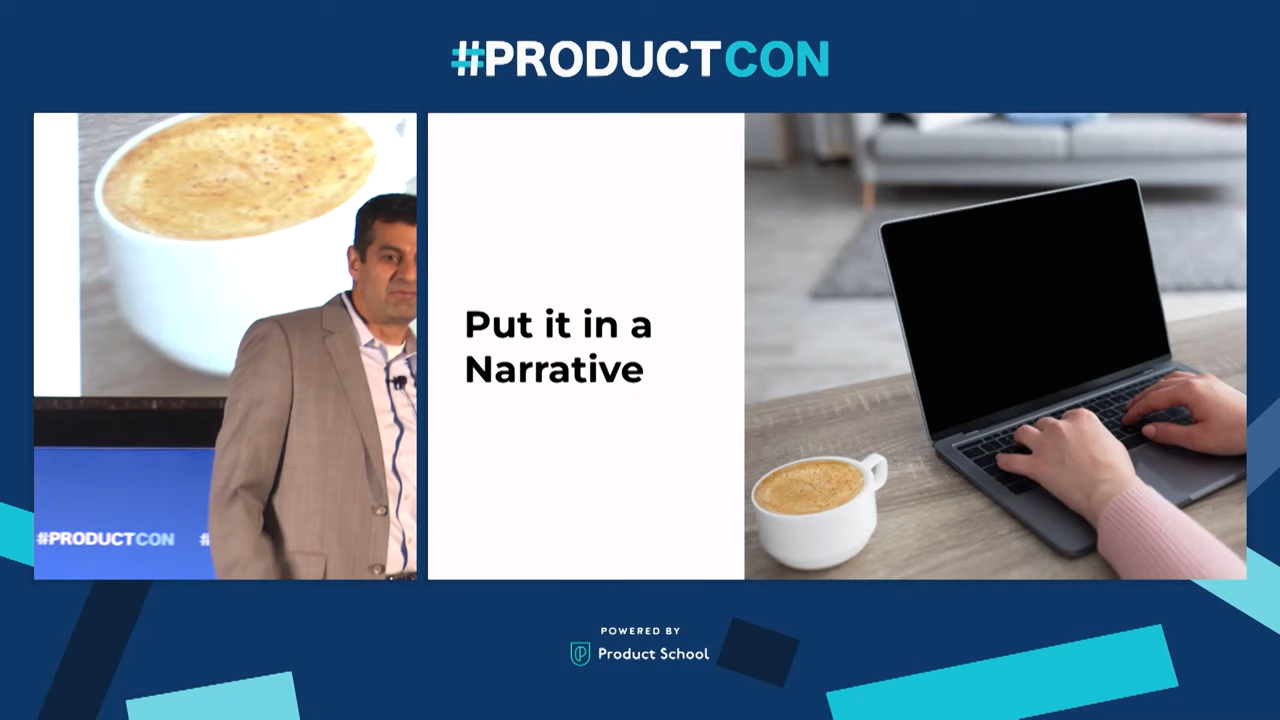 #PRODUCTCON
Put it in a
Narrative
#PRODUCTCON
#
POWERED BY
Product School